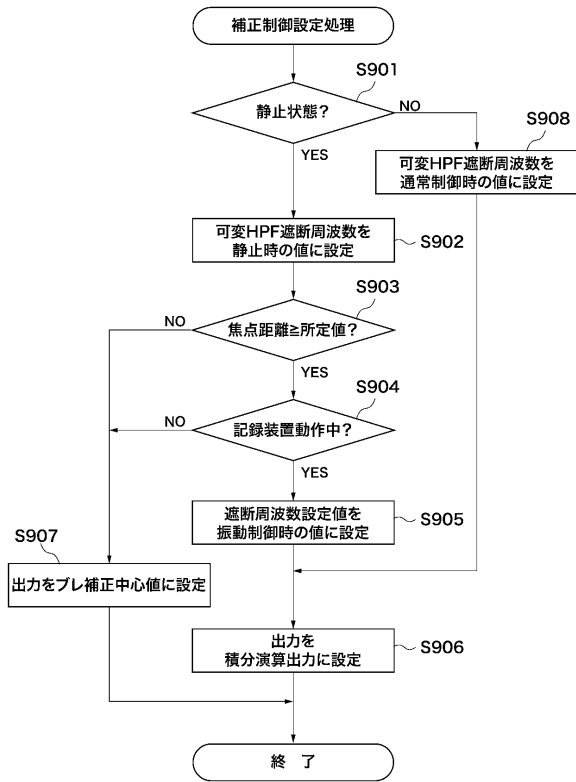 補正制御設定処理
S901
静止状態?
NO
YES
S908
可変HPF遮断周波数を
通常制御時の値に設定
可変HPF遮断周波数を
静止時の値に設定
S902
S903
焦点距離≧所定値?
NO
YES
S904
記録装置動作中?
NO
YES
遮断周波数設定値を
振動制御時の値に設定
S905
S907
出力をブレ補正中心値に設定
出力を
積分演算出力に設定
S906
終 了